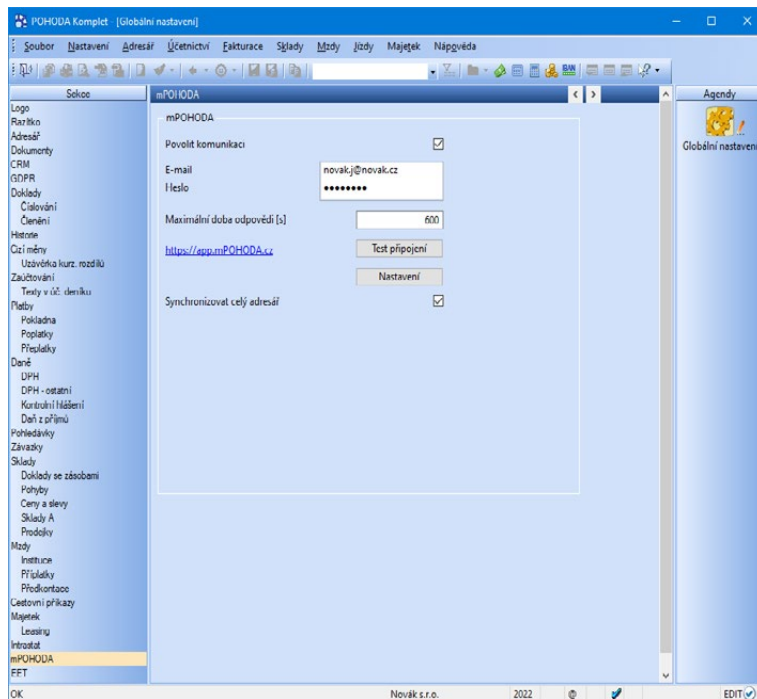 POHODA Komplet - [Globální nastavení]
Soubor Nastavení Adresář Účetnictví Fakturace Sklady Mzdy Jízdy Majetek Nápověda
Sekce
Logo
Razítko
Adresář
Dokumenty
CRM
GDPR
Doklady
Číslování
Členění
Historie
Cizí měny
Uzávěrka kurz. rozdílů
Zaúčtování
Texty v úč. deníku
Platby
Pokladna
Poplatky
Přeplatky
Daně
DPH
DPH - ostatní
Kontrolní hlášení
Daň z příjmů
Pohledávky
Závazky
Sklady
Doklady se zásobami
Pohyby
Ceny a slevy
Sklady A
Prodejky
Mzdy
Instituce
Příplatky
Předkontace
Cestovní příkazy
Majetek
Leasing
Intrastat
mPOHODA
EET
mPOHODA
mPOHODA
Povolit komunikaci
E-mail novak.j@novak.cz
Heslo ●●●●●●●●
Maximální doba odpovědi [s] 600
https://app.mPOHODA.cz Test připojení
Nastavení
Synchronizovat celý adresář
Agendy
Globální nastavení
OK Novák s.r.o. 2022 @ EDIT